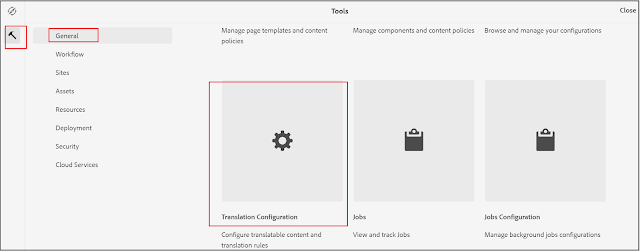 Tools
Close
General
Workflow
Sites
Assets
Resources
Deployment
Security
Cloud Services
Manage page templates and content
policies
Manage components and content policies
Browse and manage your configurations
Translation Configuration
Configure translatable content and
translation rules
Jobs
View and track Jobs
Jobs Configuration
Manage background jobs configurations